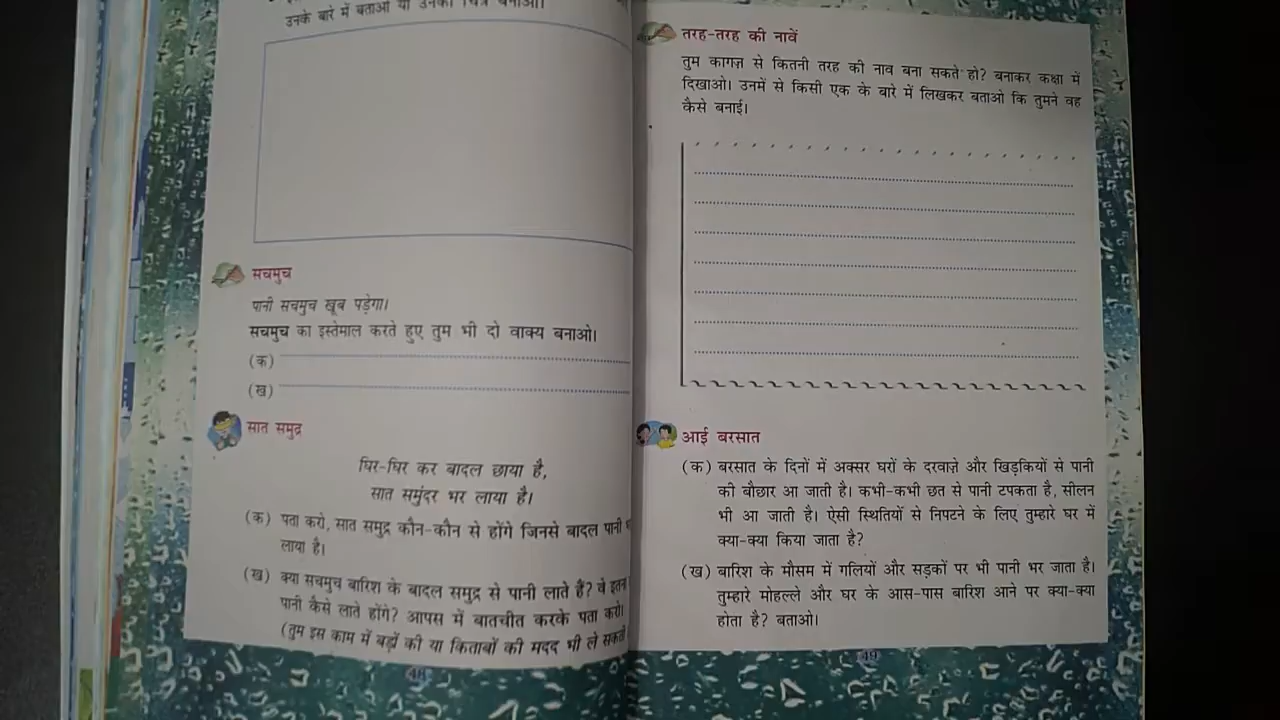 उनके बारे में बताओ या उनका चित्र बनाओ।
सचमुच
पानी सचमुच खूब पड़ेगा।
सचमुच का इस्तेमाल करते हुए तुम भी दो वाक्य बनाओ।
(क)
(ख)
सात समुद्र
घिर-घिर कर बादल छाया है,
सात समुंदर भर लाया है।
(क) पता करो, सात समुद्र कौन-कौन से होंगे जिनसे बादल पानी
लाया है।
(ख) क्या सचमुच बारिश के बादल समुद्र से पानी लाते हैं? वे
पानी कैसे लाते होंगे? आपस में बातचीत करके पता करो।
(तुम इस काम में बड़ों की या किताबों की मदद भी ले
48
तरह-तरह की नावें
तुम कागज़ से कितनी तरह की नाव बना सकते हो? बनाकर कक्षा में
दिखाओ। उनमें से किसी एक के बारे में लिखकर बताओ कि तुमने वह
कैसे बनाई।
आई बरसात
(क) बरसात के दिनों में अक्सर घरों के दरवाज़े और खिड़कियों से पानी
की बौछार आ जाती है। कभी-कभी छत से पानी टपकता है, सीलन
भी आ जाती है। ऐसी स्थितियों से निपटने के लिए तुम्हारे घर में
क्या-क्या किया जाता है?
(ख) बारिश के मौसम में गलियों और सड़कों पर भी पानी भर जाता है।
तुम्हारे मोहल्ले और घर के आस-पास बारिश आने पर क्या-क्या
होता है? बताओ।
49